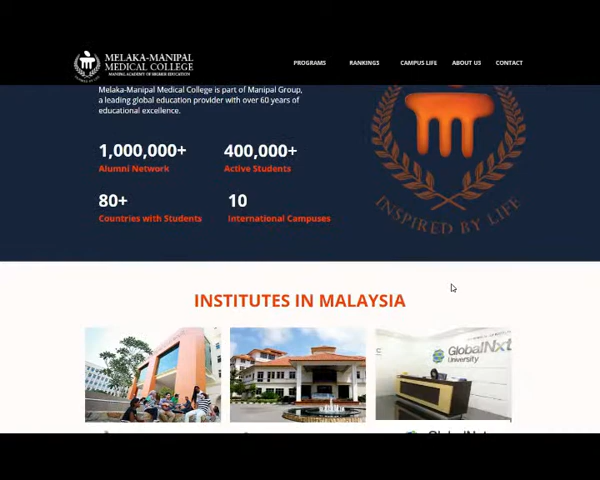 MELAKA-MANIPAL
MEDICAL COLLEGE
MANIPAL ACADEMY OF HIGHER EDUCATION
PROGRAMS RANKINGS CAMPUS LIFE ABOUT US CONTACT
Melaka-Manipal Medical College is part of Manipal Group,
a leading global education provider with over 60 years of
educational excellence.
1,000,000+ 400,000+
Alumni Network Active Students
80+ 10
Countries with Students International Campuses
INSPIRED BY LIFE
INSTITUTES IN MALAYSIA
GlobalNxt
University